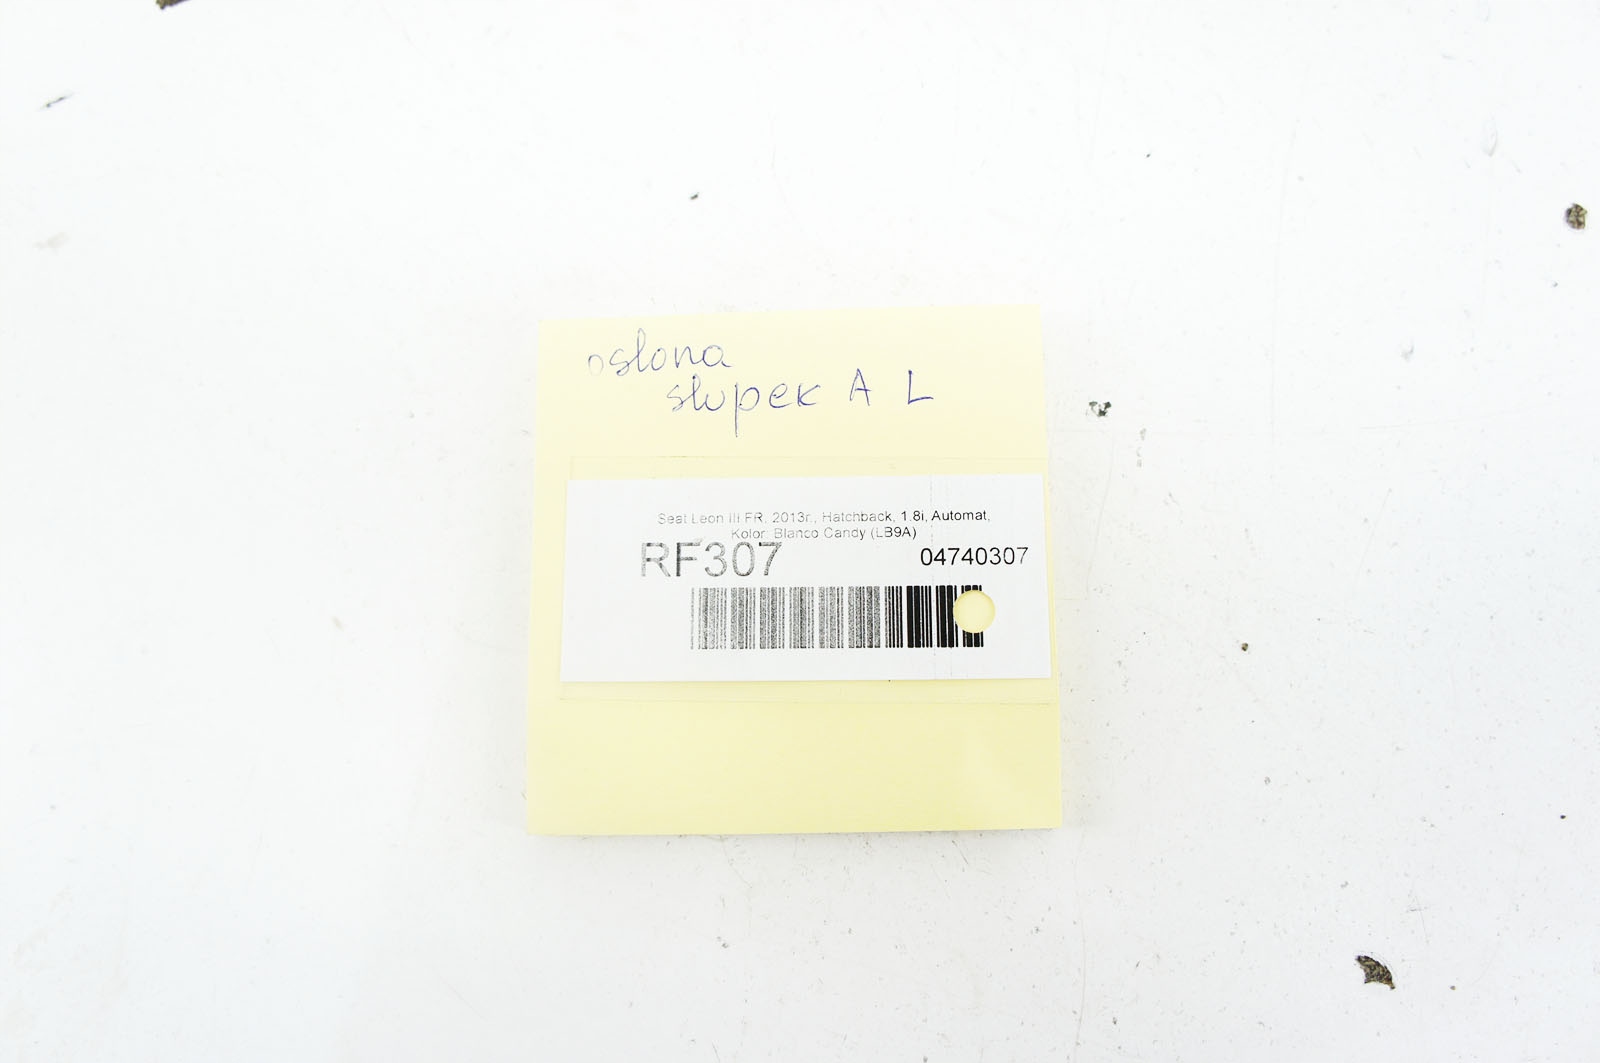 osłona
słupek A L
Seat Leon III FR, 2013r., Hatchback, 1.8i, Automat,
Kolor: Blanco Candy (LB9A)
RF307 04740307